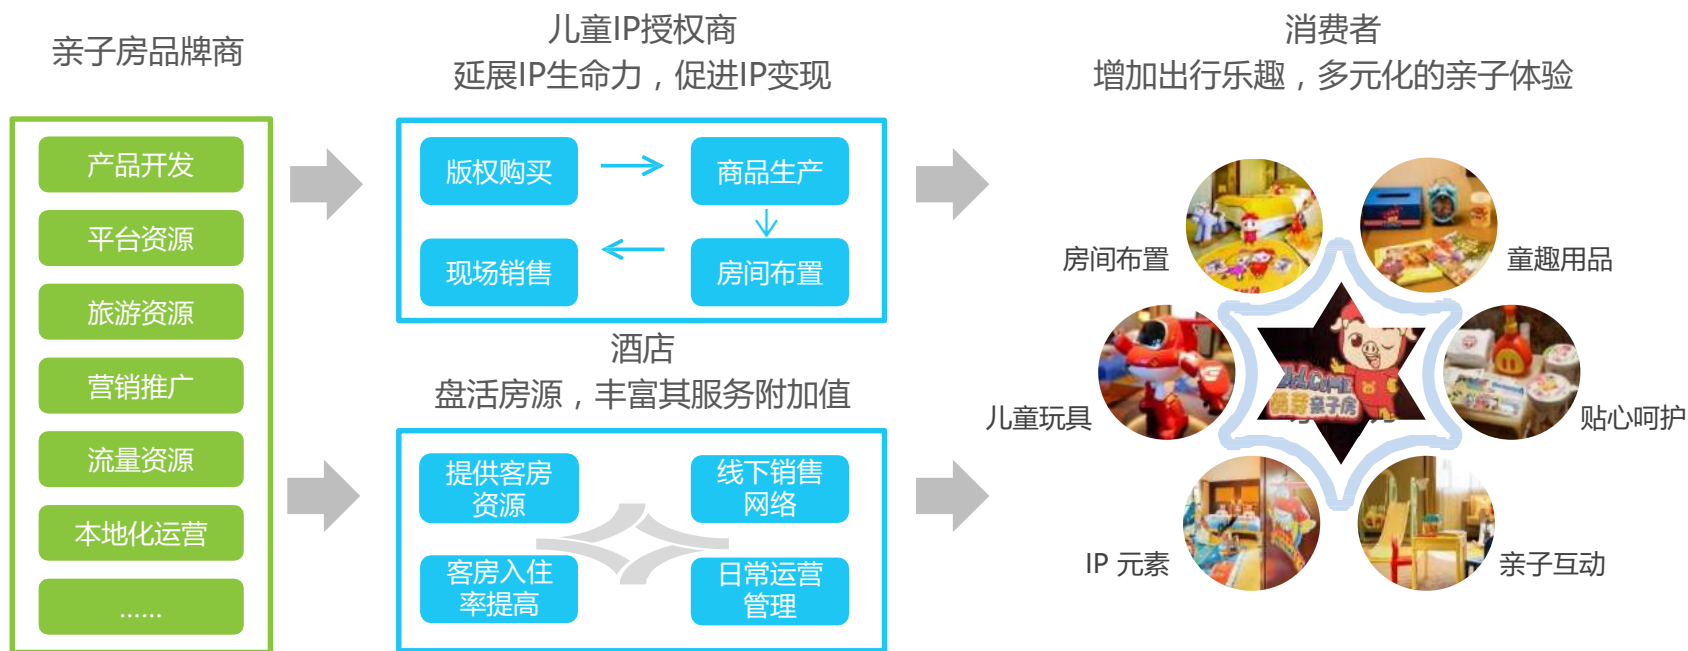 亲子房品牌商
产品开发
平台资源
旅游资源
营销推广
流量资源
本地化运营
……
儿童IP授权商
延展IP生命力，促进IP变现
版权购买
商品生产
现场销售
房间布置
酒店
盘活房源，丰富其服务附加值
提供客房
资源
线下销售
网络
客房入住
率提高
日常运营
管理
消费者
增加出行乐趣，多元化的亲子体验
房间布置
童趣用品
儿童玩具
贴心呵护
IP 元素
亲子互动
WELCOME
亲子房